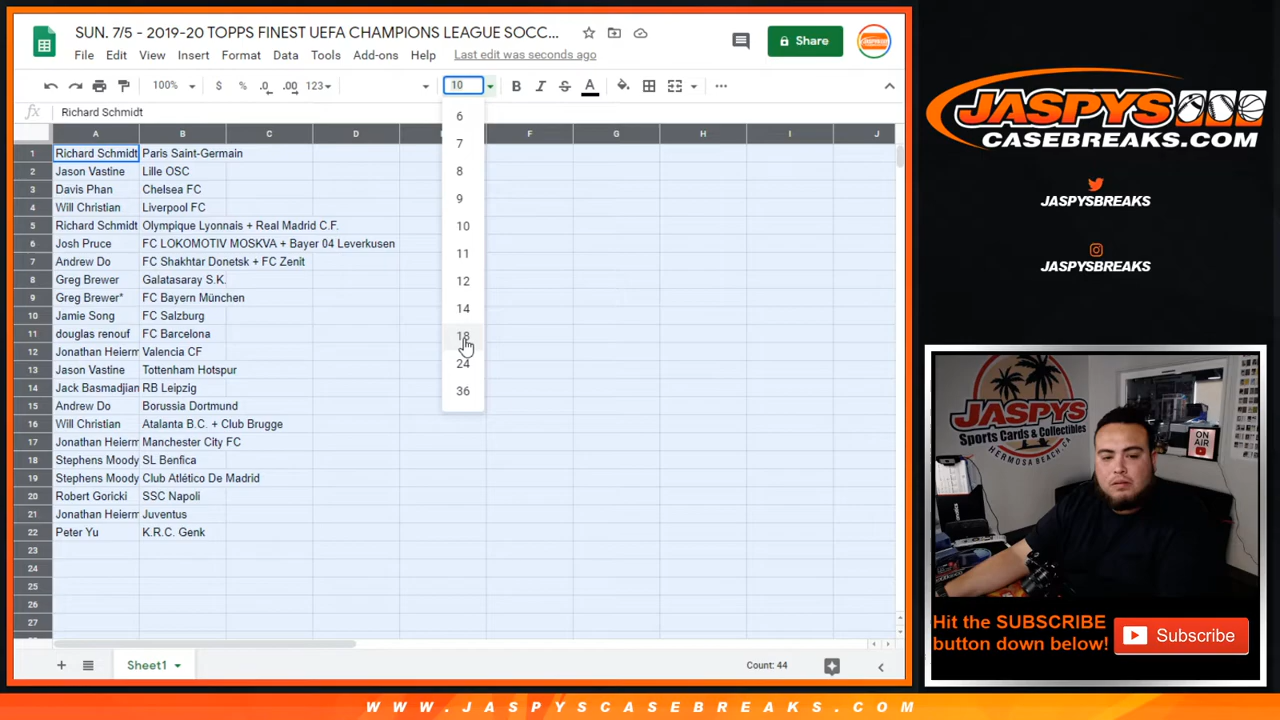 SUN. 7/5 - 2019-20 TOPPS FINEST UEFA CHAMPIONS LEAGUE SOCC...
File Edit View Insert Format Data Tools Add-ons Help Last edit was seconds ago
Share
100% $ % .0 .00 123 10 B I S A
fx Richard Schmidt
A B C D F G H I J
1 Richard Schmidt Paris Saint-Germain
2 Jason Vastine Lille OSC
3 Davis Phan Chelsea FC
4 Will Christian Liverpool FC
5 Richard Schmidt Olympique Lyonnais + Real Madrid C.F.
6 Josh Pruce FC LOKOMOTIV MOSKVA + Bayer 04 Leverkusen
7 Andrew Do FC Shakhtar Donetsk + FC Zenit
8 Greg Brewer Galatasaray S.K.
9 Greg Brewer* FC Bayern München
10 Jamie Song FC Salzburg
11 douglas renouf FC Barcelona
12 Jonathan Heierm Valencia CF
13 Jason Vastine Tottenham Hotspur
14 Jack Basmadjian RB Leipzig
15 Andrew Do Borussia Dortmund
16 Will Christian Atalanta B.C. + Club Brugge
17 Jonathan Heierm Manchester City FC
18 Stephens Moody SL Benfica
19 Stephens Moody Club Atlético De Madrid
20 Robert Goricki SSC Napoli
21 Jonathan Heierm Juventus
22 Peter Yu K.R.C. Genk
23
24
25
26
27
6
7
8
9
10
11
12
14
18
24
36
Sheet1
Count: 44
JASPYS
CASEBREAKS.COM
JASPYSBREAKS
JASPYSBREAKS
JASPYS
Sports Cards & Collectibles
HERMOSA BEACH, CA
ON
AIR
Hit the SUBSCRIBE
button down below!
Subscribe
WWW.JASPYSCASEBREAKS.COM